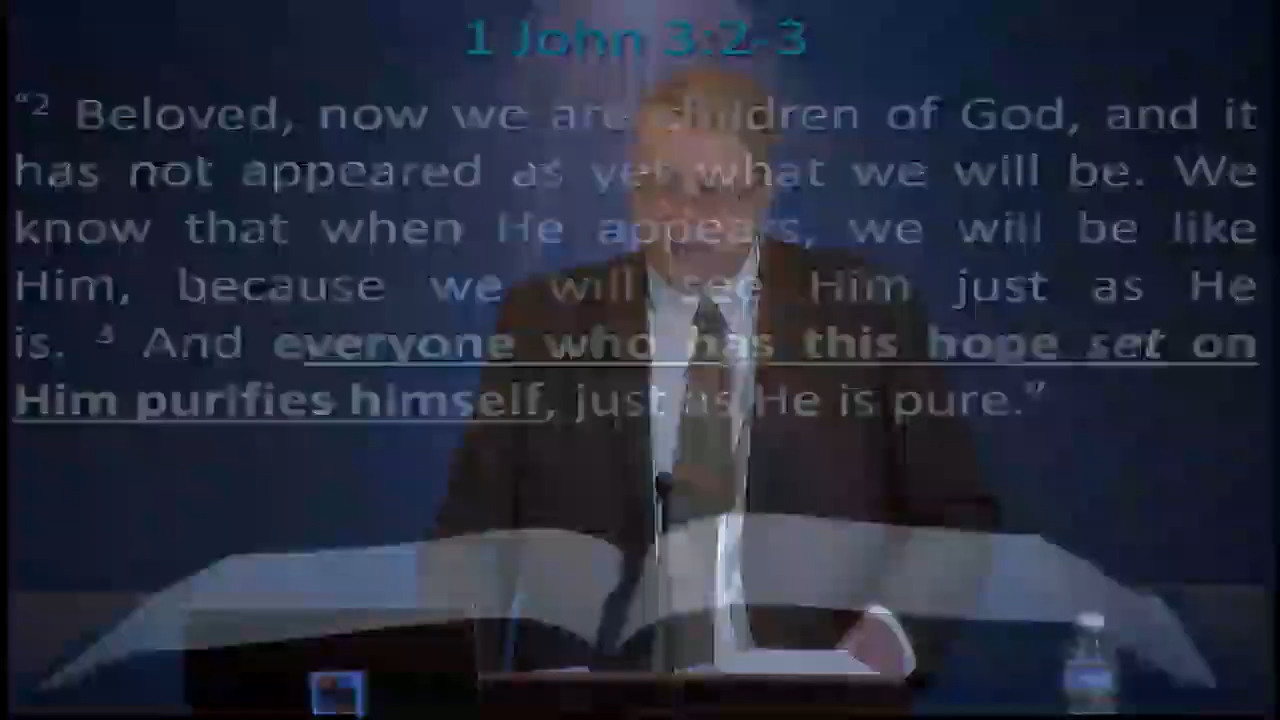 1 John 3:2-3
“2 Beloved, now we are children of God, and it
has not appeared as yet what we will be. We
know that when He appears, we will be like
Him, because we will see Him just as He
is. 3 And everyone who has this hope set on
Him purifies himself, just as He is pure.”